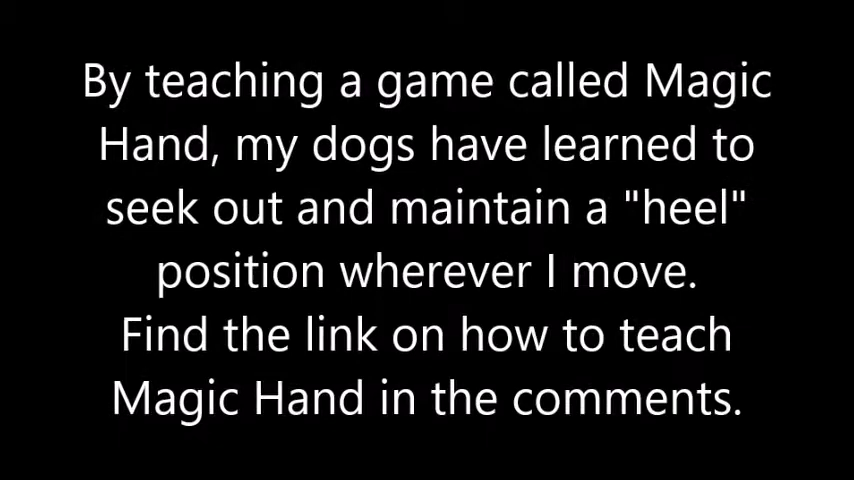 By teaching a game called Magic
Hand, my dogs have learned to
seek out and maintain a "heel"
position wherever I move.
Find the link on how to teach
Magic Hand in the comments.